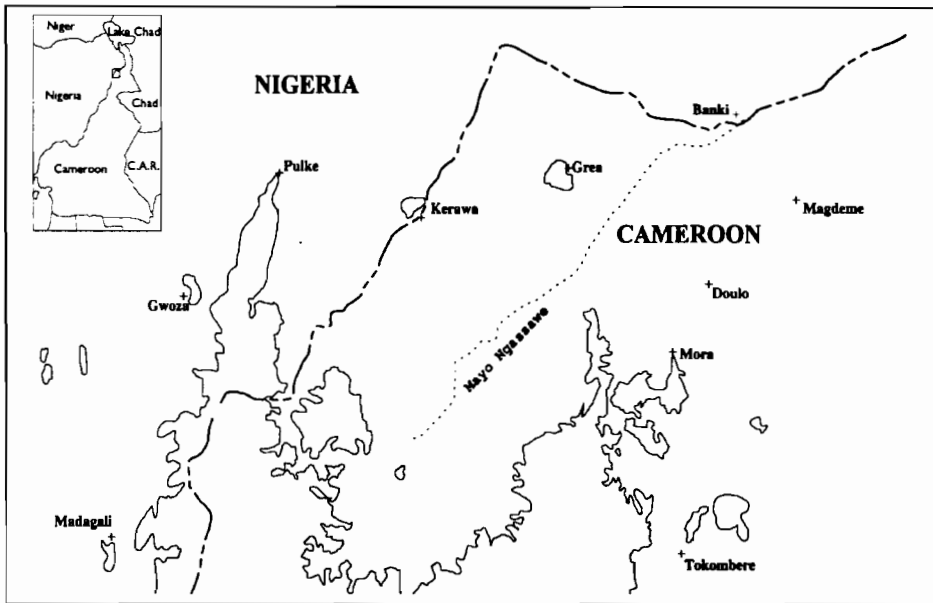 Niger
Lake Chad
Nigeria
Chad
Cameroon
C.A.R.
NIGERIA
Banki
Pulke
Grea
Kerawa
Magdeme
CAMEROON
Gwoza
Doulo
Mayo Ngassawe
Mora
Madagali
Tokombere